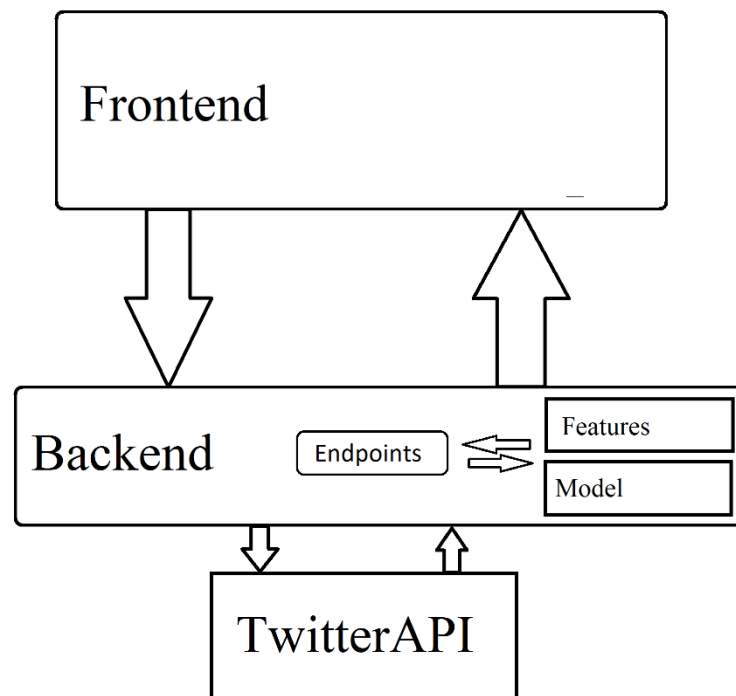 Frontend
Backend
Endpoints
Features
Model
TwitterAPI